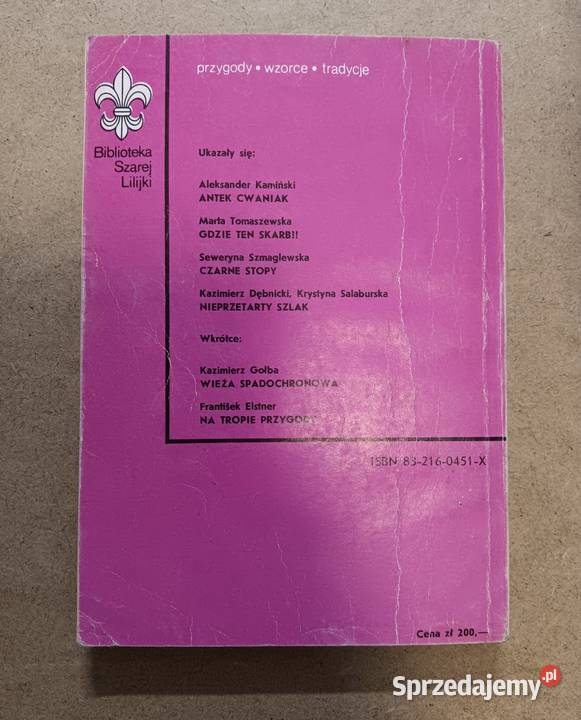 przygody • wzorce • tradycje
Biblioteka
Szarej
Lilijki
Ukazały się:
Aleksander Kamiński
ANTEK CWANIAK
Marta Tomaszewska
GDZIE TEN SKARB!!
Seweryna Szmaglewska
CZARNE STOPY
Kazimierz Dębnicki, Krystyna Salaburska
NIEPRZETARTY SZLAK
Wkrótce:
Kazimierz Gołba
WIEŻA SPADOCHRONOWA
František Elstner
NA TROPIE PRZYGODY
ISBN 83-216-0451-X
Cena zł 200,—
Sprzedajemy.pl